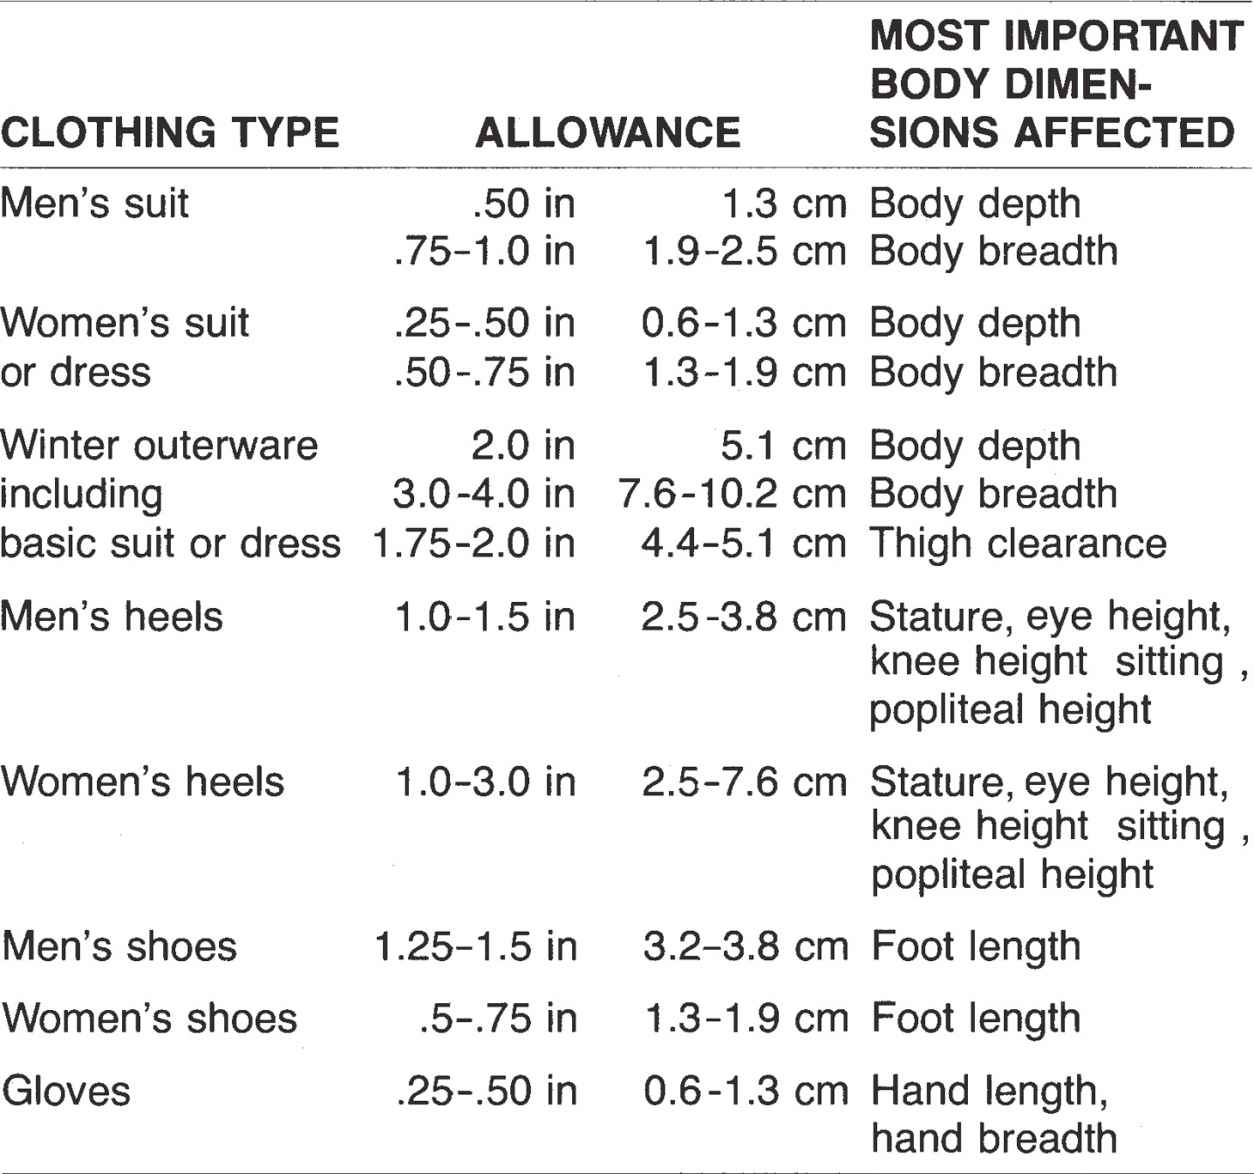 MOST IMPORTANT
BODY DIMEN-
CLOTHING TYPE ALLOWANCE SIONS AFFECTED
Men's suit .50 in 1.3 cm Body depth
.75–1.0 in 1.9-2.5 cm Body breadth
Women's suit .25-.50 in 0.6-1.3 cm Body depth
or dress .50-.75 in 1.3-1.9 cm Body breadth
Winter outerware 2.0 in 5.1 cm Body depth
including 3.0-4.0 in 7.6-10.2 cm Body breadth
basic suit or dress 1.75-2.0 in 4.4–5.1 cm Thigh clearance
Men's heels 1.0-1.5 in 2.5-3.8 cm Stature, eye height,
knee height sitting ,
popliteal height
Women's heels 1.0–3.0 in 2.5–7.6 cm Stature, eye height,
knee height sitting ,
popliteal height
Men's shoes 1.25–1.5 in 3.2–3.8 cm Foot length
Women's shoes .5-.75 in 1.3-1.9 cm Foot length
Gloves .25-.50 in 0.6-1.3 cm Hand length,
hand breadth